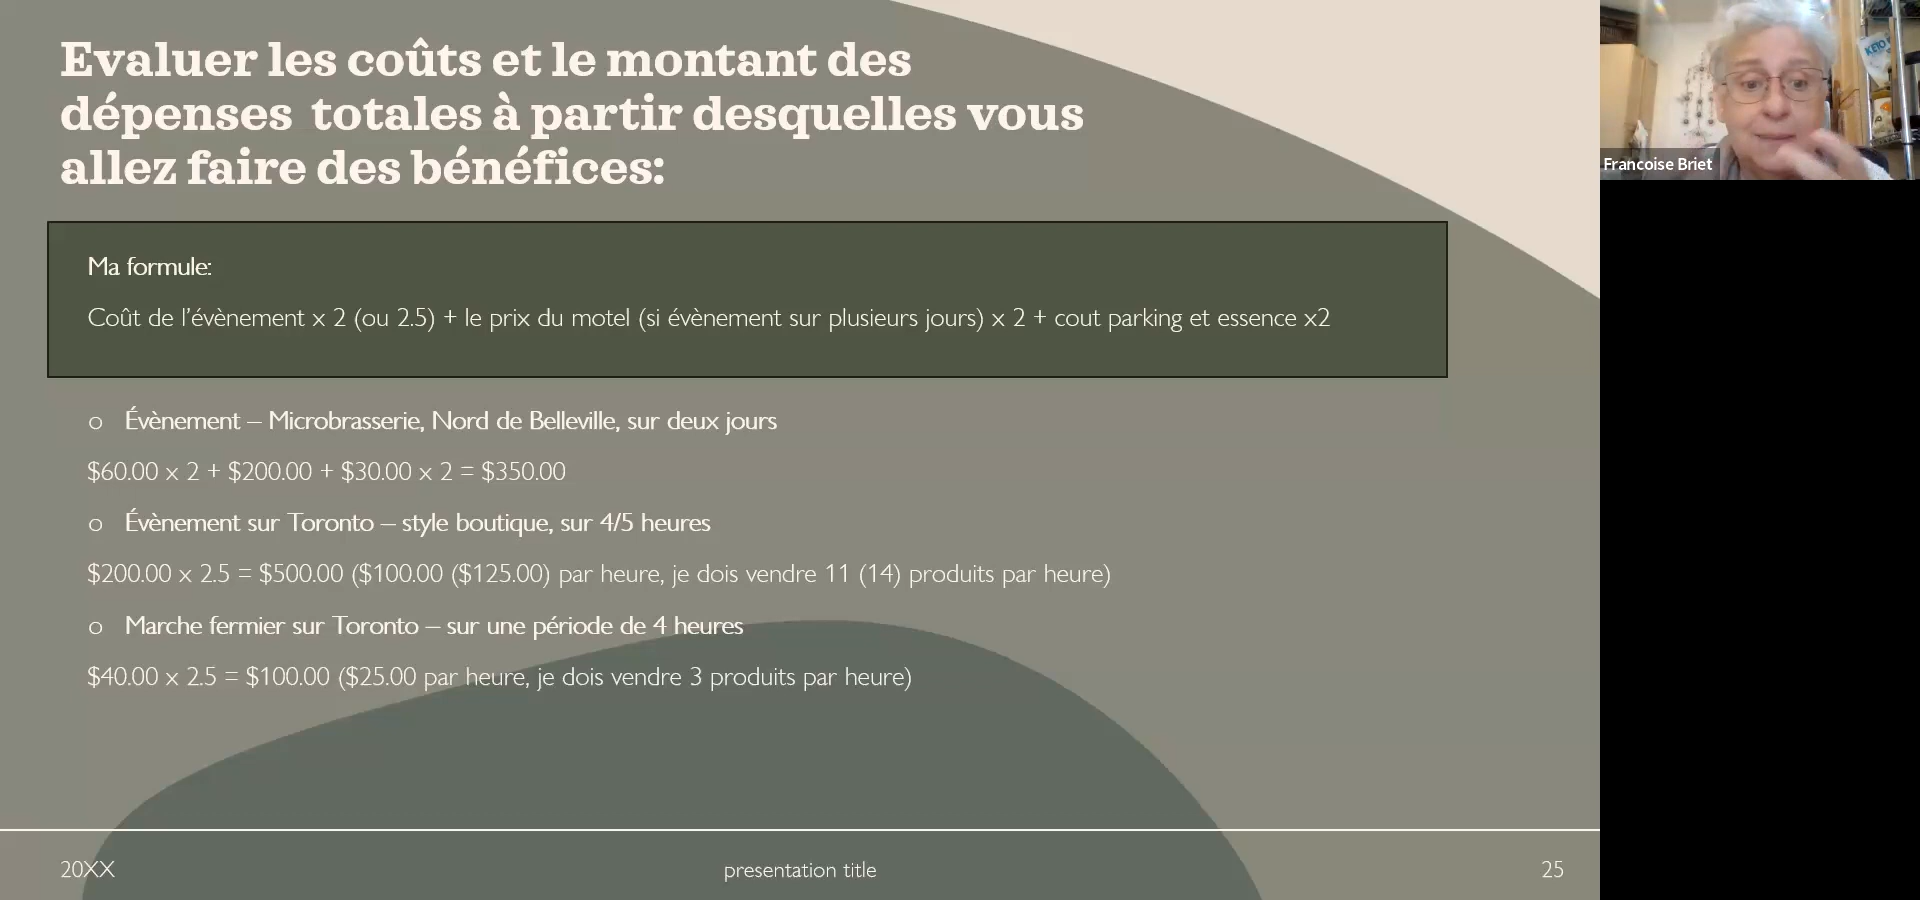 Evaluer les coûts et le montant des
dépenses totales à partir desquelles vous
allez faire des bénéfices:
Ma formule:
Coût de l'évènement x 2 (ou 2.5) + le prix du motel (si évènement sur plusieurs jours) x 2 + cout parking et essence x2
o Évènement – Microbrasserie, Nord de Belleville, sur deux jours
$60.00 x 2 + $200.00 + $30.00 x 2 = $350.00
o Évènement sur Toronto – style boutique, sur 4/5 heures
$200.00 x 2.5 = $500.00 ($100.00 ($125.00) par heure, je dois vendre 11 (14) produits par heure)
o Marche fermier sur Toronto – sur une période de 4 heures
$40.00 x 2.5 = $100.00 ($25.00 par heure, je dois vendre 3 produits par heure)
20XX
presentation title
25
KETO
Francoise Briet